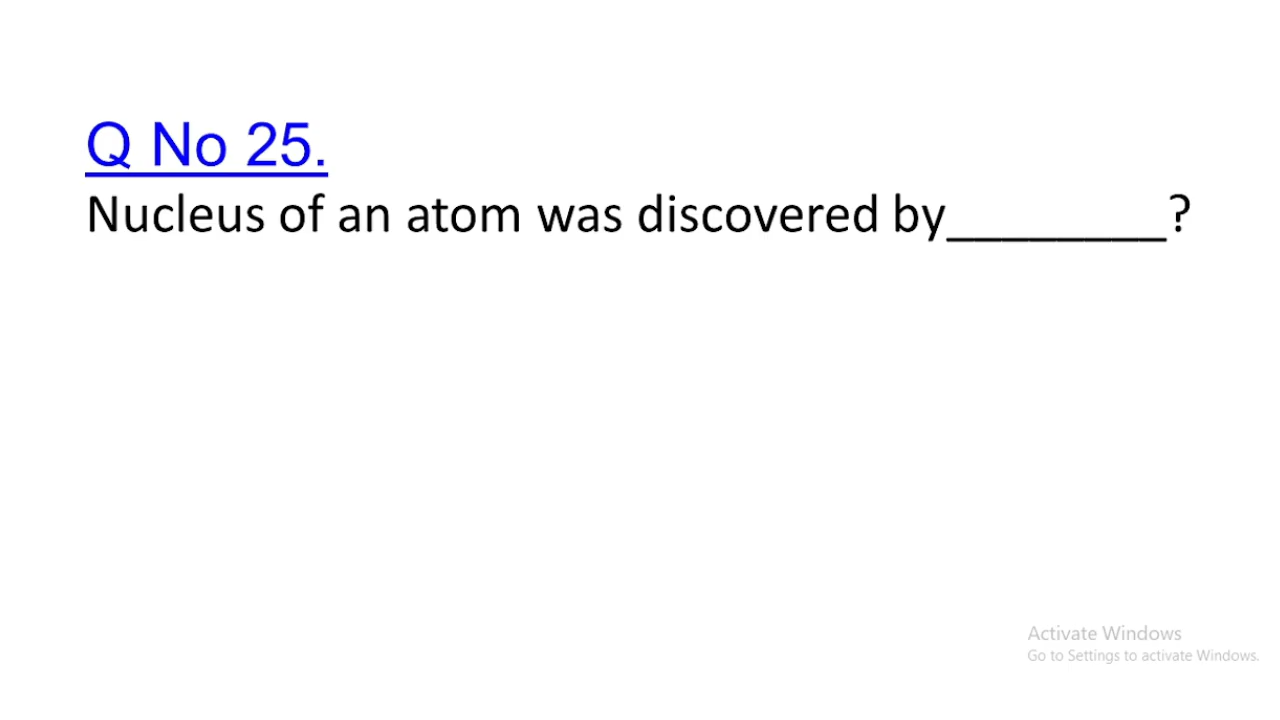 Q No 25.
Nucleus of an atom was discovered by________?
Activate Windows
Go to Settings to activate Windows.